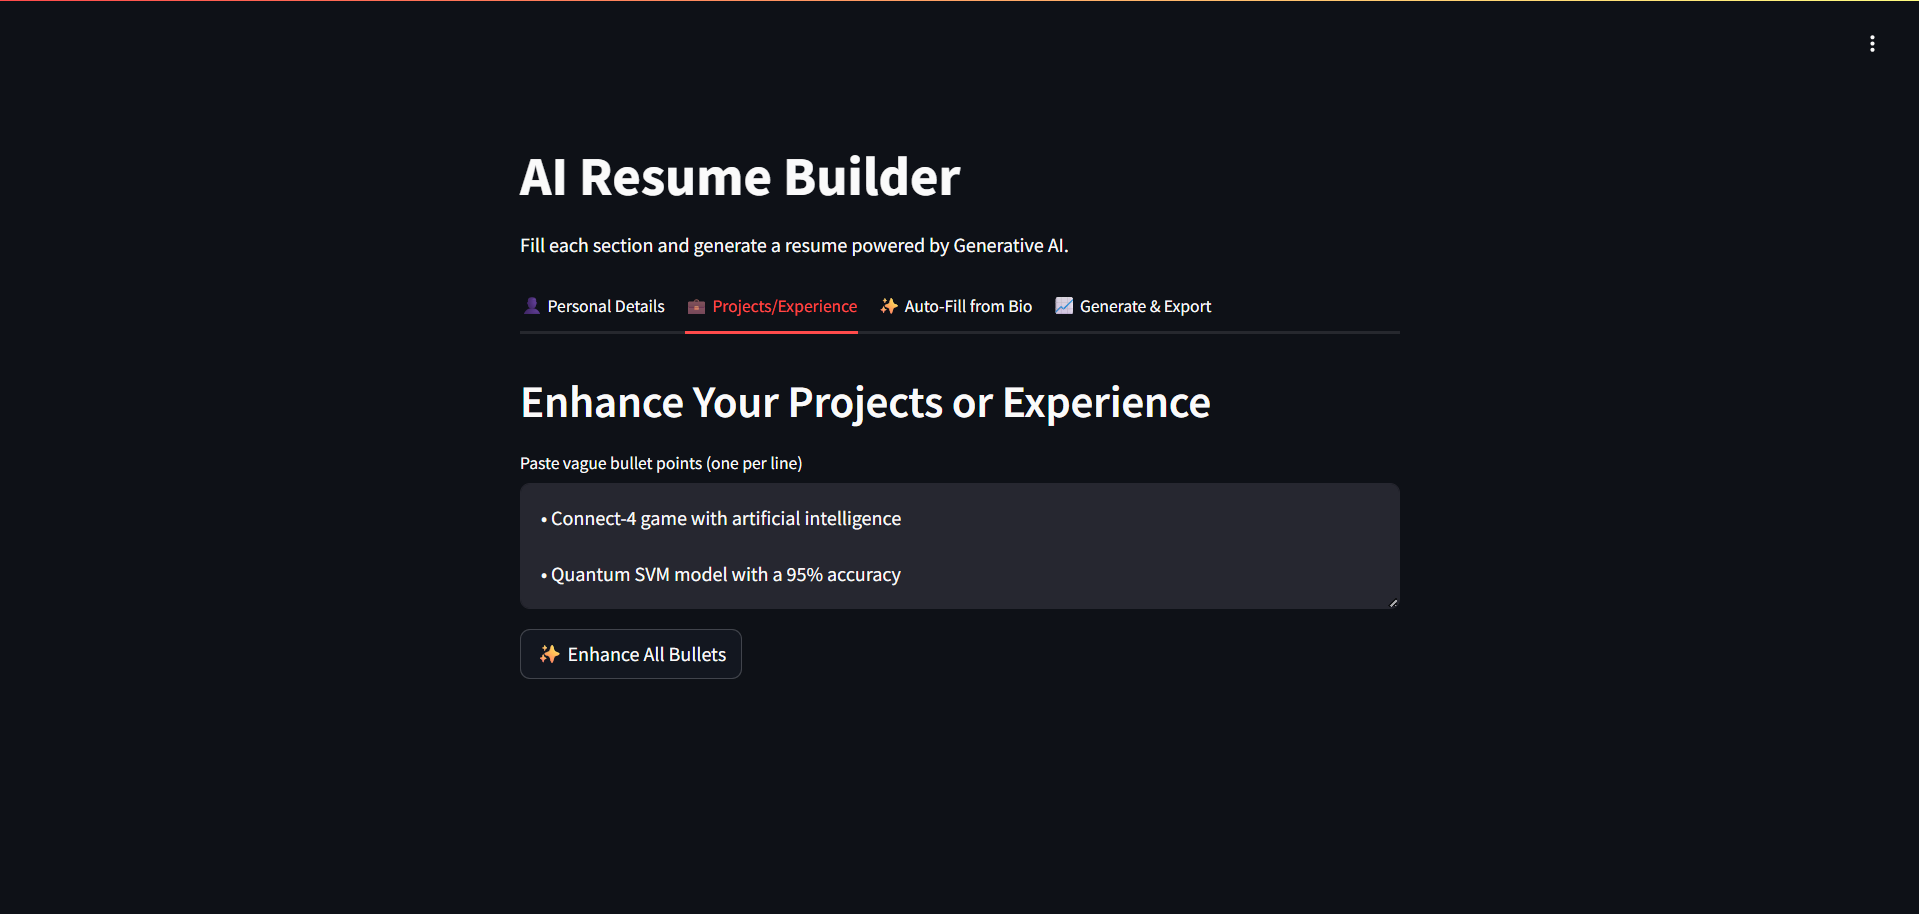 AI Resume Builder
Fill each section and generate a resume powered by Generative AI.
Personal Details Projects/Experience Auto-Fill from Bio Generate & Export
Enhance Your Projects or Experience
Paste vague bullet points (one per line)
• Connect-4 game with artificial intelligence
• Quantum SVM model with a 95% accuracy
Enhance All Bullets